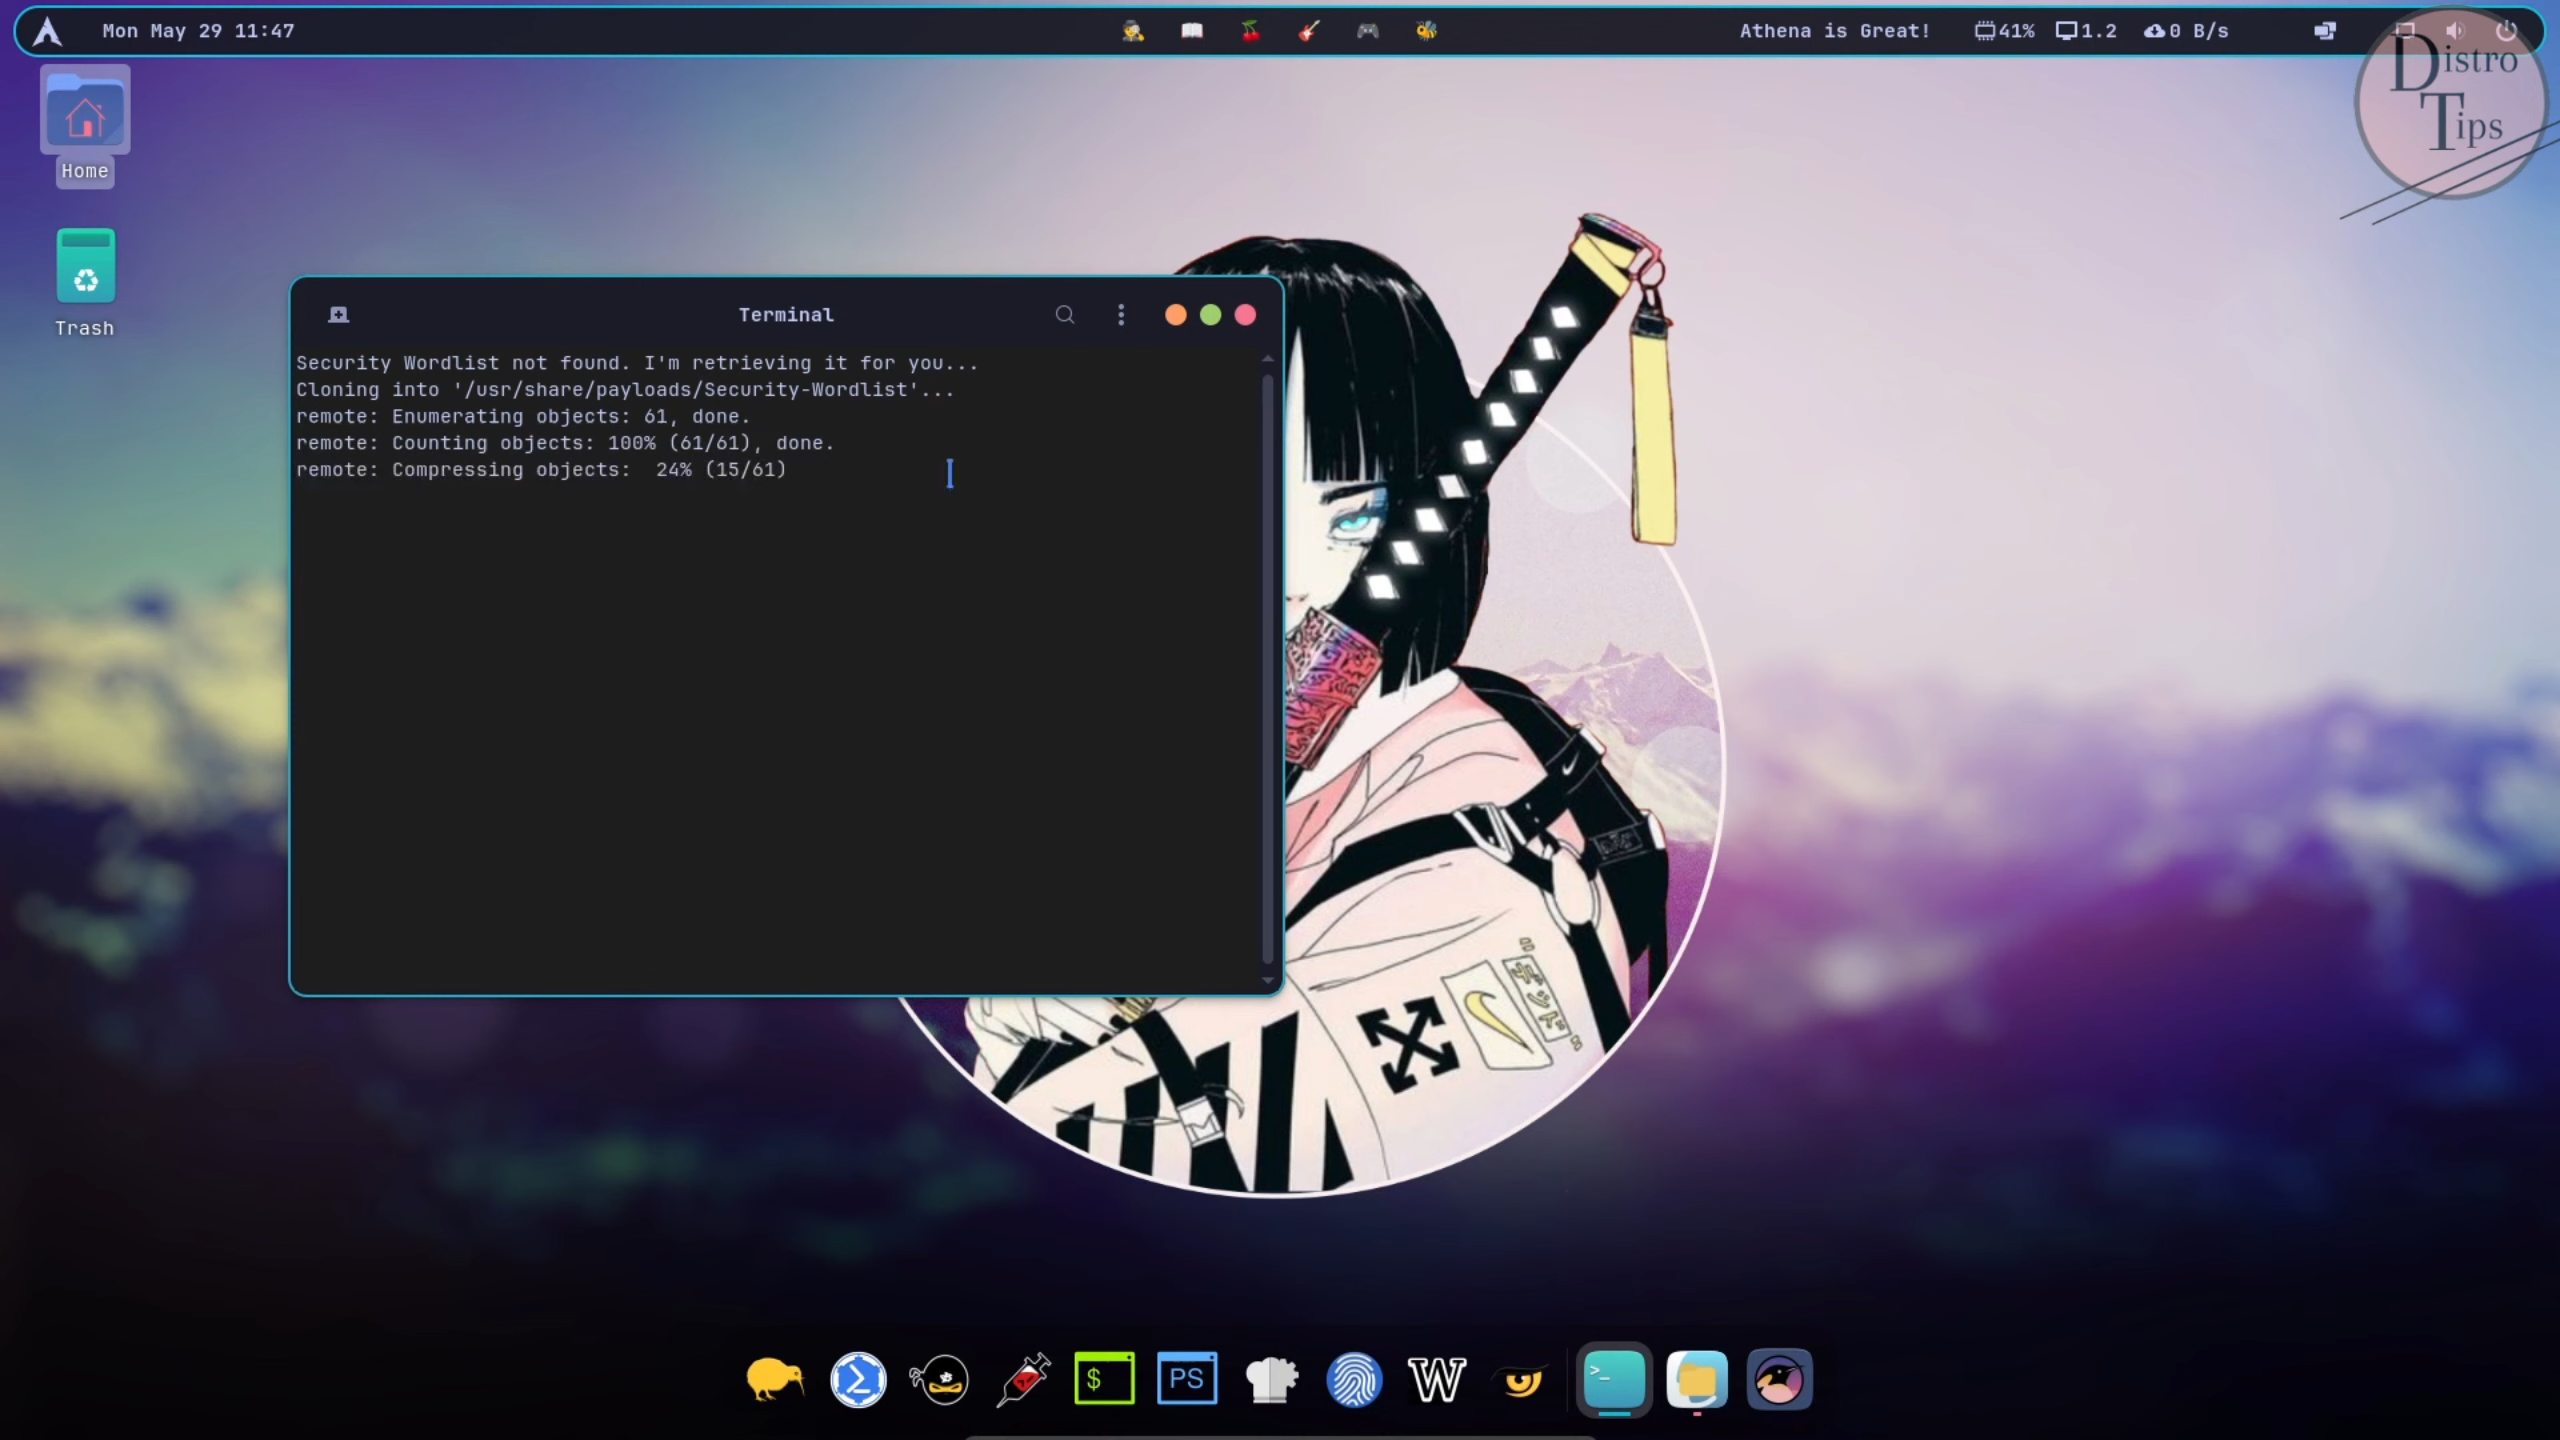 Mon May 29 11:47
Athena is Great!
41%
1.2
0 B/s
Distro
Tips
Home
Trash
Terminal
Security Wordlist not found. I'm retrieving it for you...
Cloning into '/usr/share/payloads/Security-Wordlist'...
remote: Enumerating objects: 61, done.
remote: Counting objects: 100% (61/61), done.
remote: Compressing objects:  24% (15/61)
$
PS
W
>_